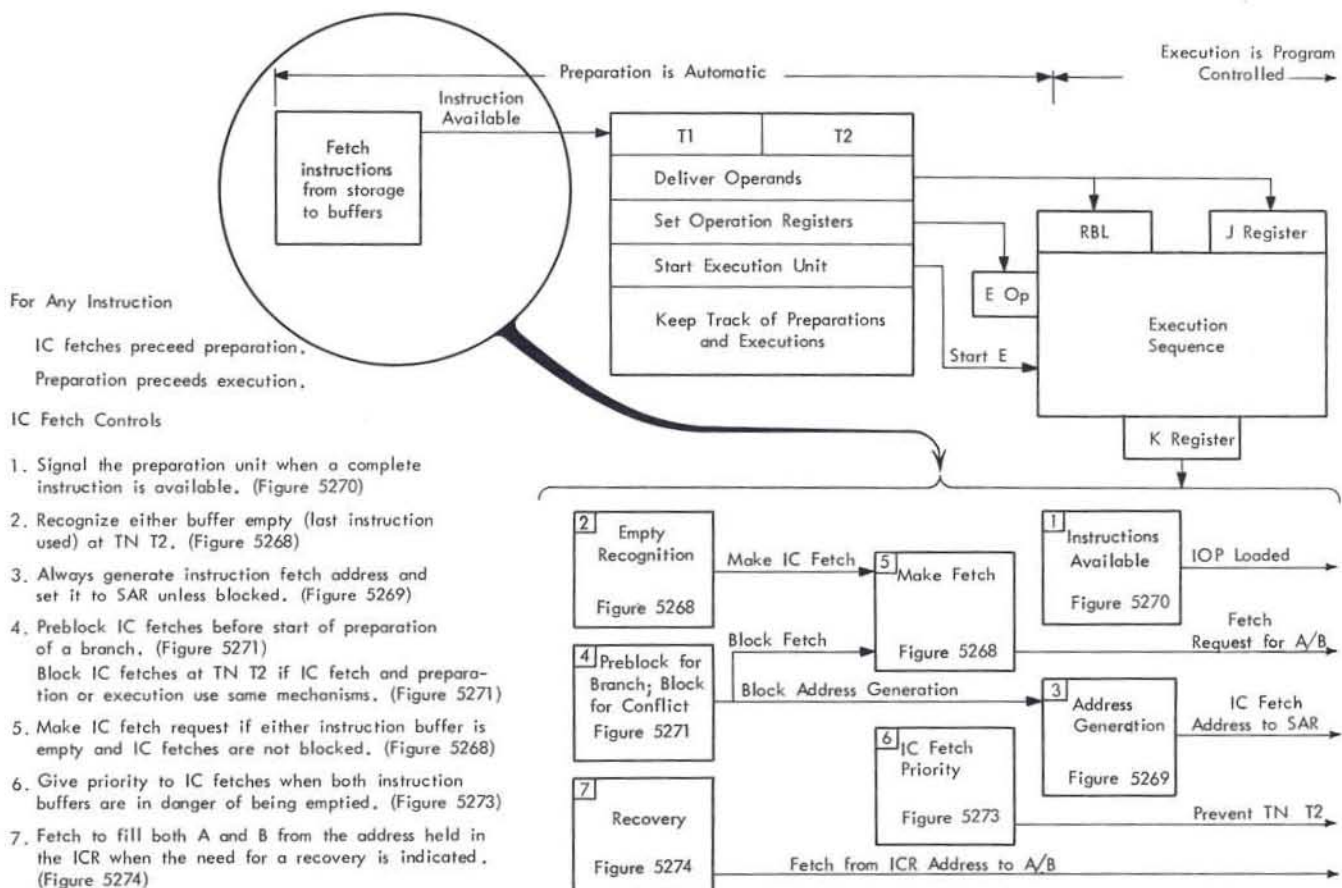 Preparation is Automatic
Execution is Program
Controlled
Instruction
Available
Fetch
instructions
from storage
to buffers
T1
T2
Deliver Operands
Set Operation Registers
Start Execution Unit
Keep Track of Preparations
and Executions
RBL
J Register
E Op
Start E
Execution
Sequence
K Register
For Any Instruction
IC fetches preceed preparation.
Preparation preceeds execution.
IC Fetch Controls
1. Signal the preparation unit when a complete
instruction is available. (Figure 5270)
2. Recognize either buffer empty (last instruction
used) at TN T2. (Figure 5268)
3. Always generate instruction fetch address and
set it to SAR unless blocked. (Figure 5269)
4. Preblock IC fetches before start of preparation
of a branch. (Figure 5271)
Block IC fetches at TN T2 if IC fetch and prepara-
tion or execution use same mechanisms. (Figure 5271)
5. Make IC fetch request if either instruction buffer is
empty and IC fetches are not blocked. (Figure 5268)
6. Give priority to IC fetches when both instruction
buffers are in danger of being emptied. (Figure 5273)
7. Fetch to fill both A and B from the address held in
the ICR when the need for a recovery is indicated.
(Figure 5274)
2
Empty
Recognition
Figure 5268
Make IC Fetch
5
Make Fetch
Figure 5268
1
Instructions
Available
Figure 5270
IOP Loaded
Fetch
Request for A/B
4
Preblock for
Branch; Block
for Conflict
Figure 5271
Block Fetch
Block Address Generation
3
Address
Generation
Figure 5269
IC Fetch
Address to SAR
6
IC Fetch
Priority
Figure 5273
Prevent TN T2
7
Recovery
Figure 5274
Fetch from ICR Address to A/B